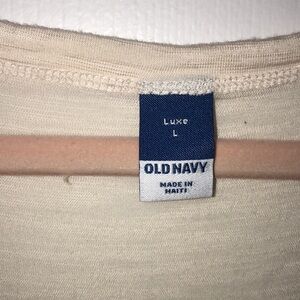 Luxe
L
OLD NAVY
MADE IN
HAITI